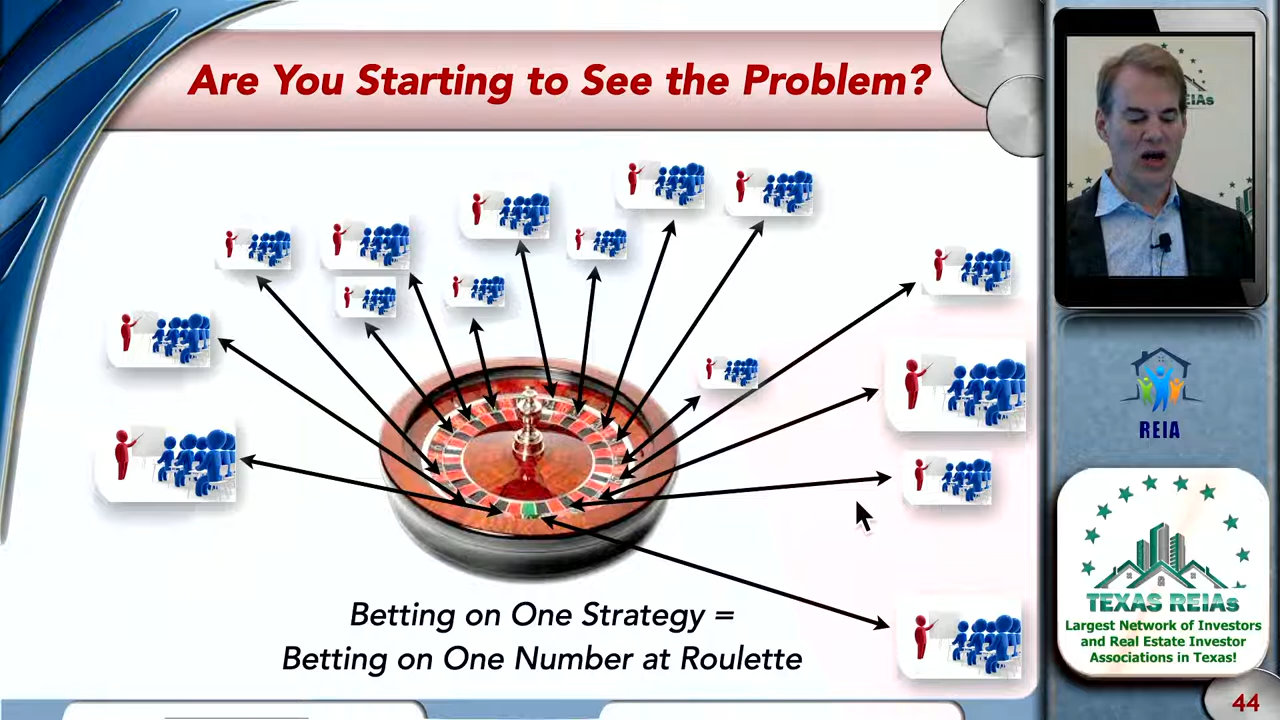 Are You Starting to See the Problem?
Betting on One Strategy =
Betting on One Number at Roulette
EIAs
REIA
TEXAS REIAs
Largest Network of Investors
and Real Estate Investor
Associations in Texas!
44